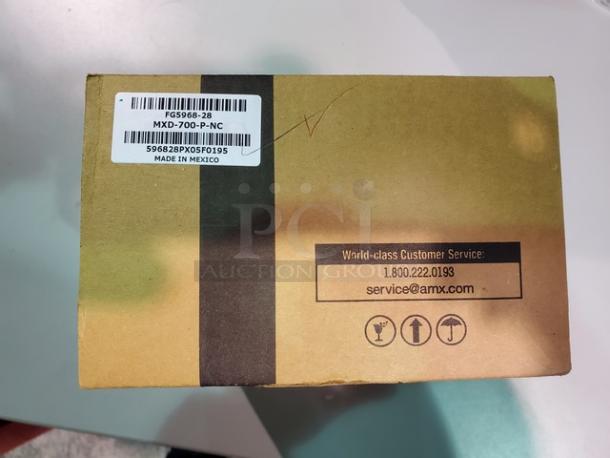 FG5968-28
MXD-700-P-NC
596828PX05F0195
MADE IN MEXICO
PCI
AUCTION GROUP
World-class Customer Service:
1.800.222.0193
service@amx.com